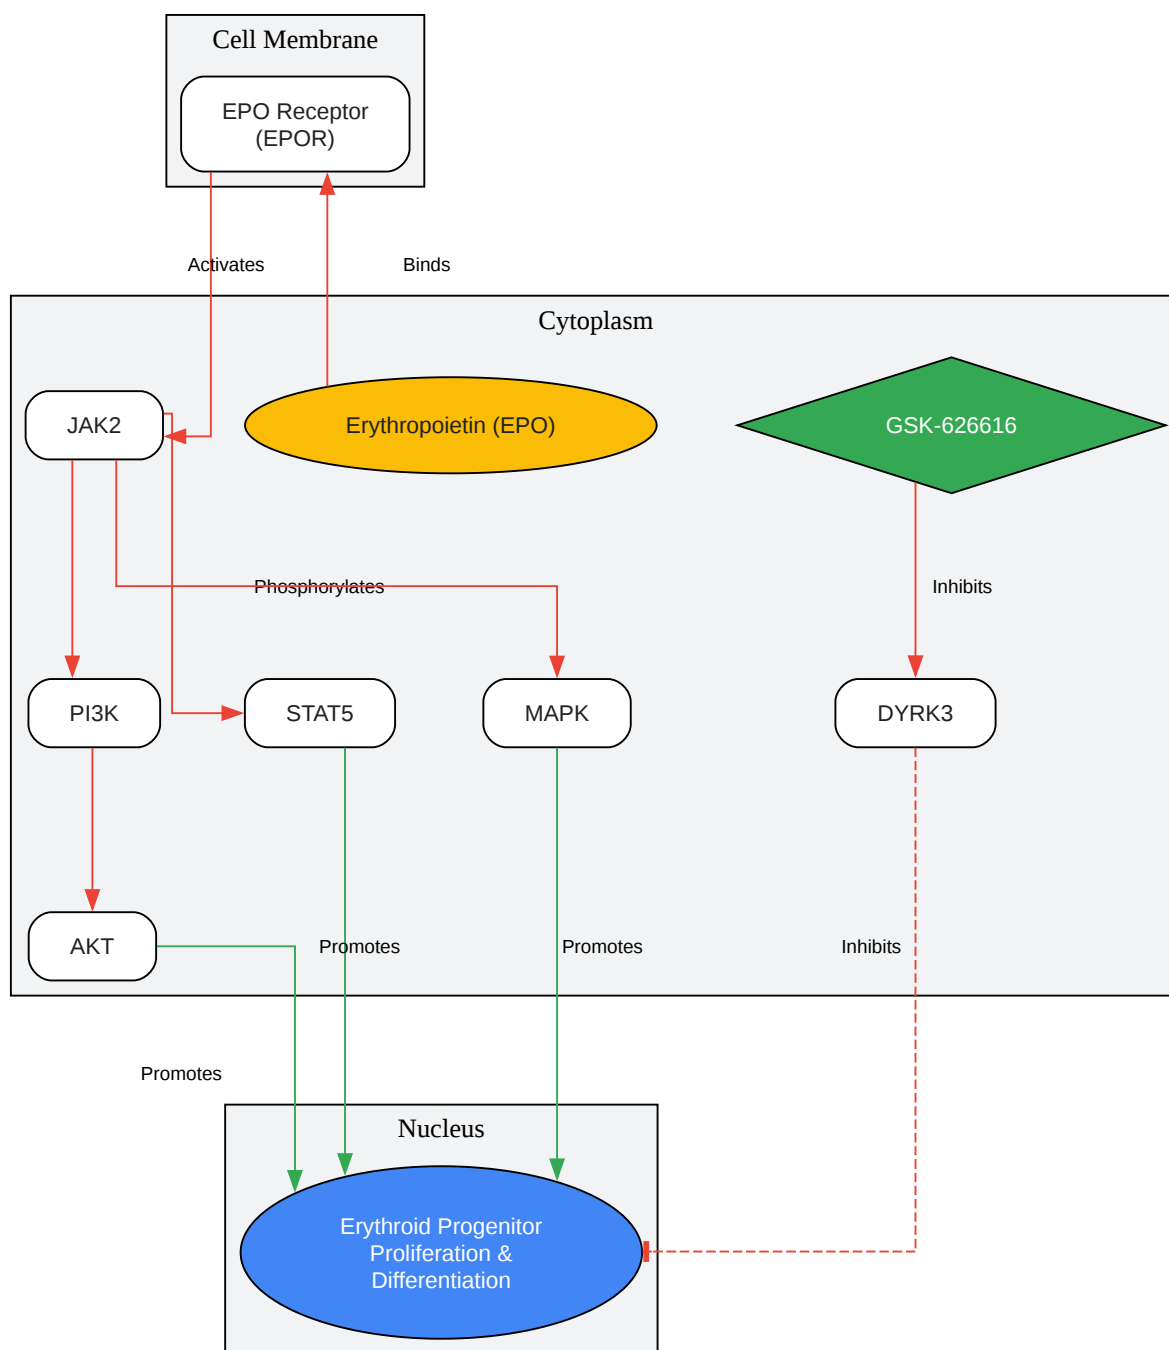 Cell Membrane
EPO Receptor
(EPOR)
Activates
Binds
Cytoplasm
JAK2
Erythropoietin (EPO)
GSK-626616
Phosphorylates
Inhibits
PI3K
STAT5
MAPK
DYRK3
AKT
Promotes
Promotes
Inhibits
Promotes
Nucleus
Erythroid Progenitor
Proliferation &
Differentiation